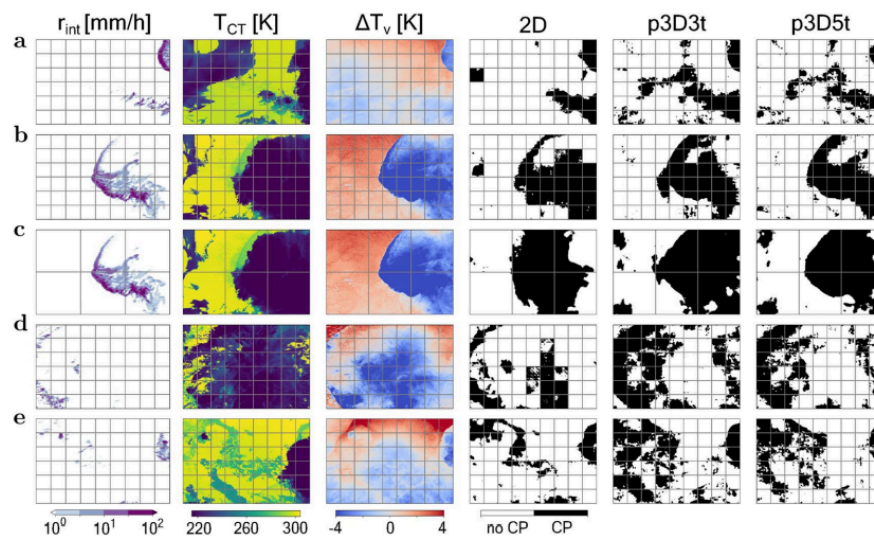 r_int [mm/h] T_CT [K] ΔT_v [K] 2D p3D3t p3D5t
a
b
c
d
e
10^0 10^1 10^2 220 260 300 -4 0 4 no CP CP